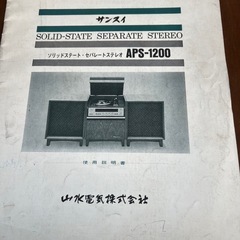 サンスイ
SOLID-STATE SEPARATE STEREO
ソリッドステート・セパレートステレオ APS-1200
使用説明書
山水電気株式会社